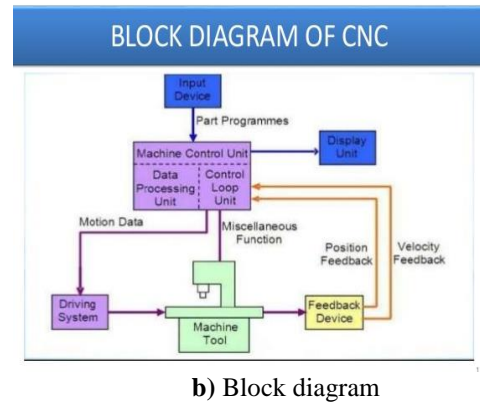 BLOCK DIAGRAM OF CNC
Input
Device
Part Programmes
Machine Control Unit
Display
Unit
Data
Processing
Unit
Control
Loop
Unit
Motion Data
Miscellaneous
Function
Position
Feedback
Velocity
Feedback
Driving
System
Machine
Tool
Feedback
Device
b) Block diagram